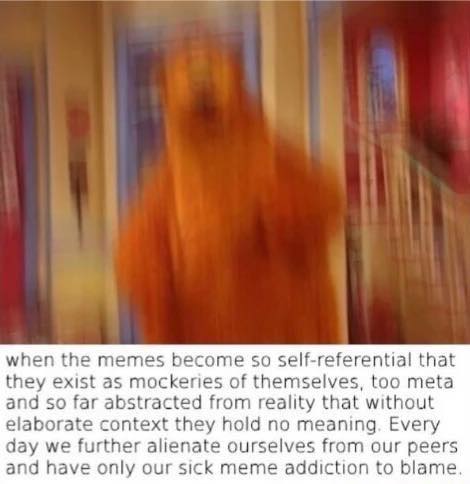 when the memes become so self-referential that
they exist as mockeries of themselves, too meta
and so far abstracted from reality that without
elaborate context they hold no meaning. Every
day we further alienate ourselves from our peers
and have only our sick meme addiction to blame.